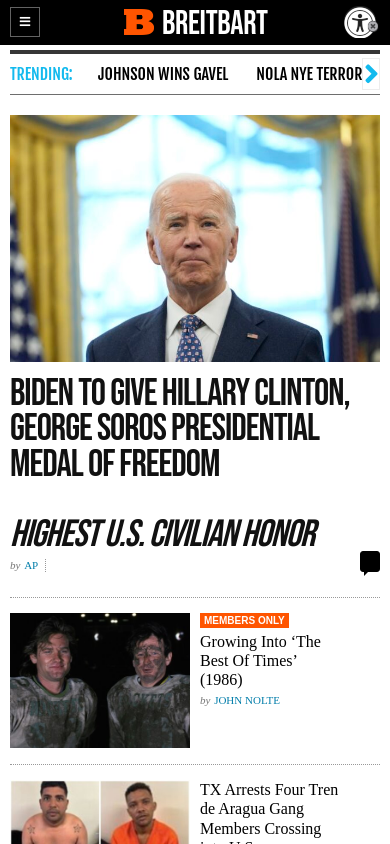 BREITBART
TRENDING: JOHNSON WINS GAVEL NOLA NYE TERROR
BIDEN TO GIVE HILLARY CLINTON,
GEORGE SOROS PRESIDENTIAL
MEDAL OF FREEDOM
HIGHEST U.S. CIVILIAN HONOR
by AP
MEMBERS ONLY
Growing Into ‘The
Best Of Times’
(1986)
by JOHN NOLTE
TX Arrests Four Tren
de Aragua Gang
Members Crossing